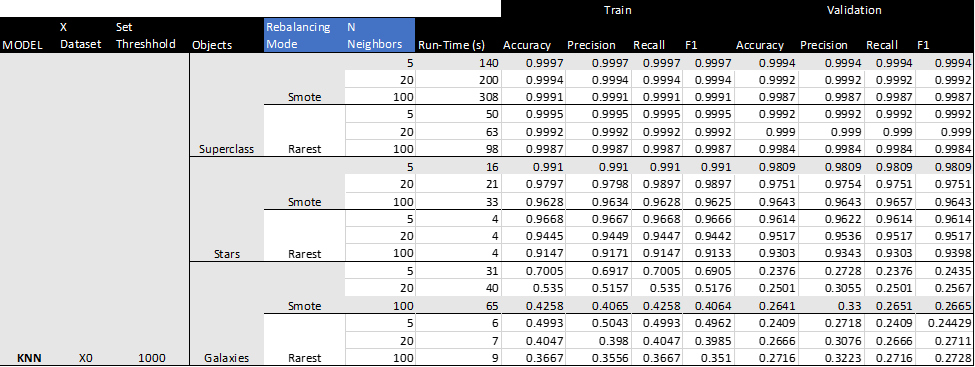 Train Validation
X Set Rebalancing N
MODEL Dataset Threshhold Objects Mode Neighbors Run-Time (s) Accuracy Precision Recall F1 Accuracy Precision Recall F1
5 140 0.9997 0.9997 0.9997 0.9997 0.9994 0.9994 0.9994 0.9994
20 200 0.9994 0.9994 0.9994 0.9994 0.9992 0.9992 0.9992 0.9992
Smote 100 308 0.9991 0.9991 0.9991 0.9991 0.9987 0.9987 0.9987 0.9987
5 50 0.9995 0.9995 0.9995 0.9995 0.9992 0.9992 0.9992 0.9992
20 63 0.9992 0.9992 0.9992 0.9992 0.999 0.999 0.999 0.999
Superclass Rarest 100 98 0.9987 0.9987 0.9987 0.9987 0.9984 0.9984 0.9984 0.9984
5 16 0.991 0.991 0.991 0.991 0.9809 0.9809 0.9809 0.9809
20 21 0.9797 0.9798 0.9897 0.9897 0.9751 0.9754 0.9751 0.9751
Smote 100 33 0.9628 0.9634 0.9628 0.9625 0.9643 0.9643 0.9657 0.9643
5 4 0.9668 0.9667 0.9668 0.9666 0.9614 0.9622 0.9614 0.9614
20 4 0.9445 0.9449 0.9447 0.9442 0.9517 0.9536 0.9517 0.9517
Stars Rarest 100 4 0.9147 0.9171 0.9147 0.9133 0.9303 0.9343 0.9303 0.9398
5 31 0.7005 0.6917 0.7005 0.6905 0.2376 0.2728 0.2376 0.2435
20 40 0.535 0.5157 0.535 0.5176 0.2501 0.3055 0.2501 0.2567
Smote 100 65 0.4258 0.4065 0.4258 0.4064 0.2641 0.33 0.2651 0.2665
5 6 0.4993 0.5043 0.4993 0.4962 0.2409 0.2718 0.2409 0.24429
20 7 0.4047 0.398 0.4047 0.3985 0.2666 0.3076 0.2666 0.2711
KNN X0 1000 Galaxies Rarest 100 9 0.3667 0.3556 0.3667 0.351 0.2716 0.3223 0.2716 0.2728